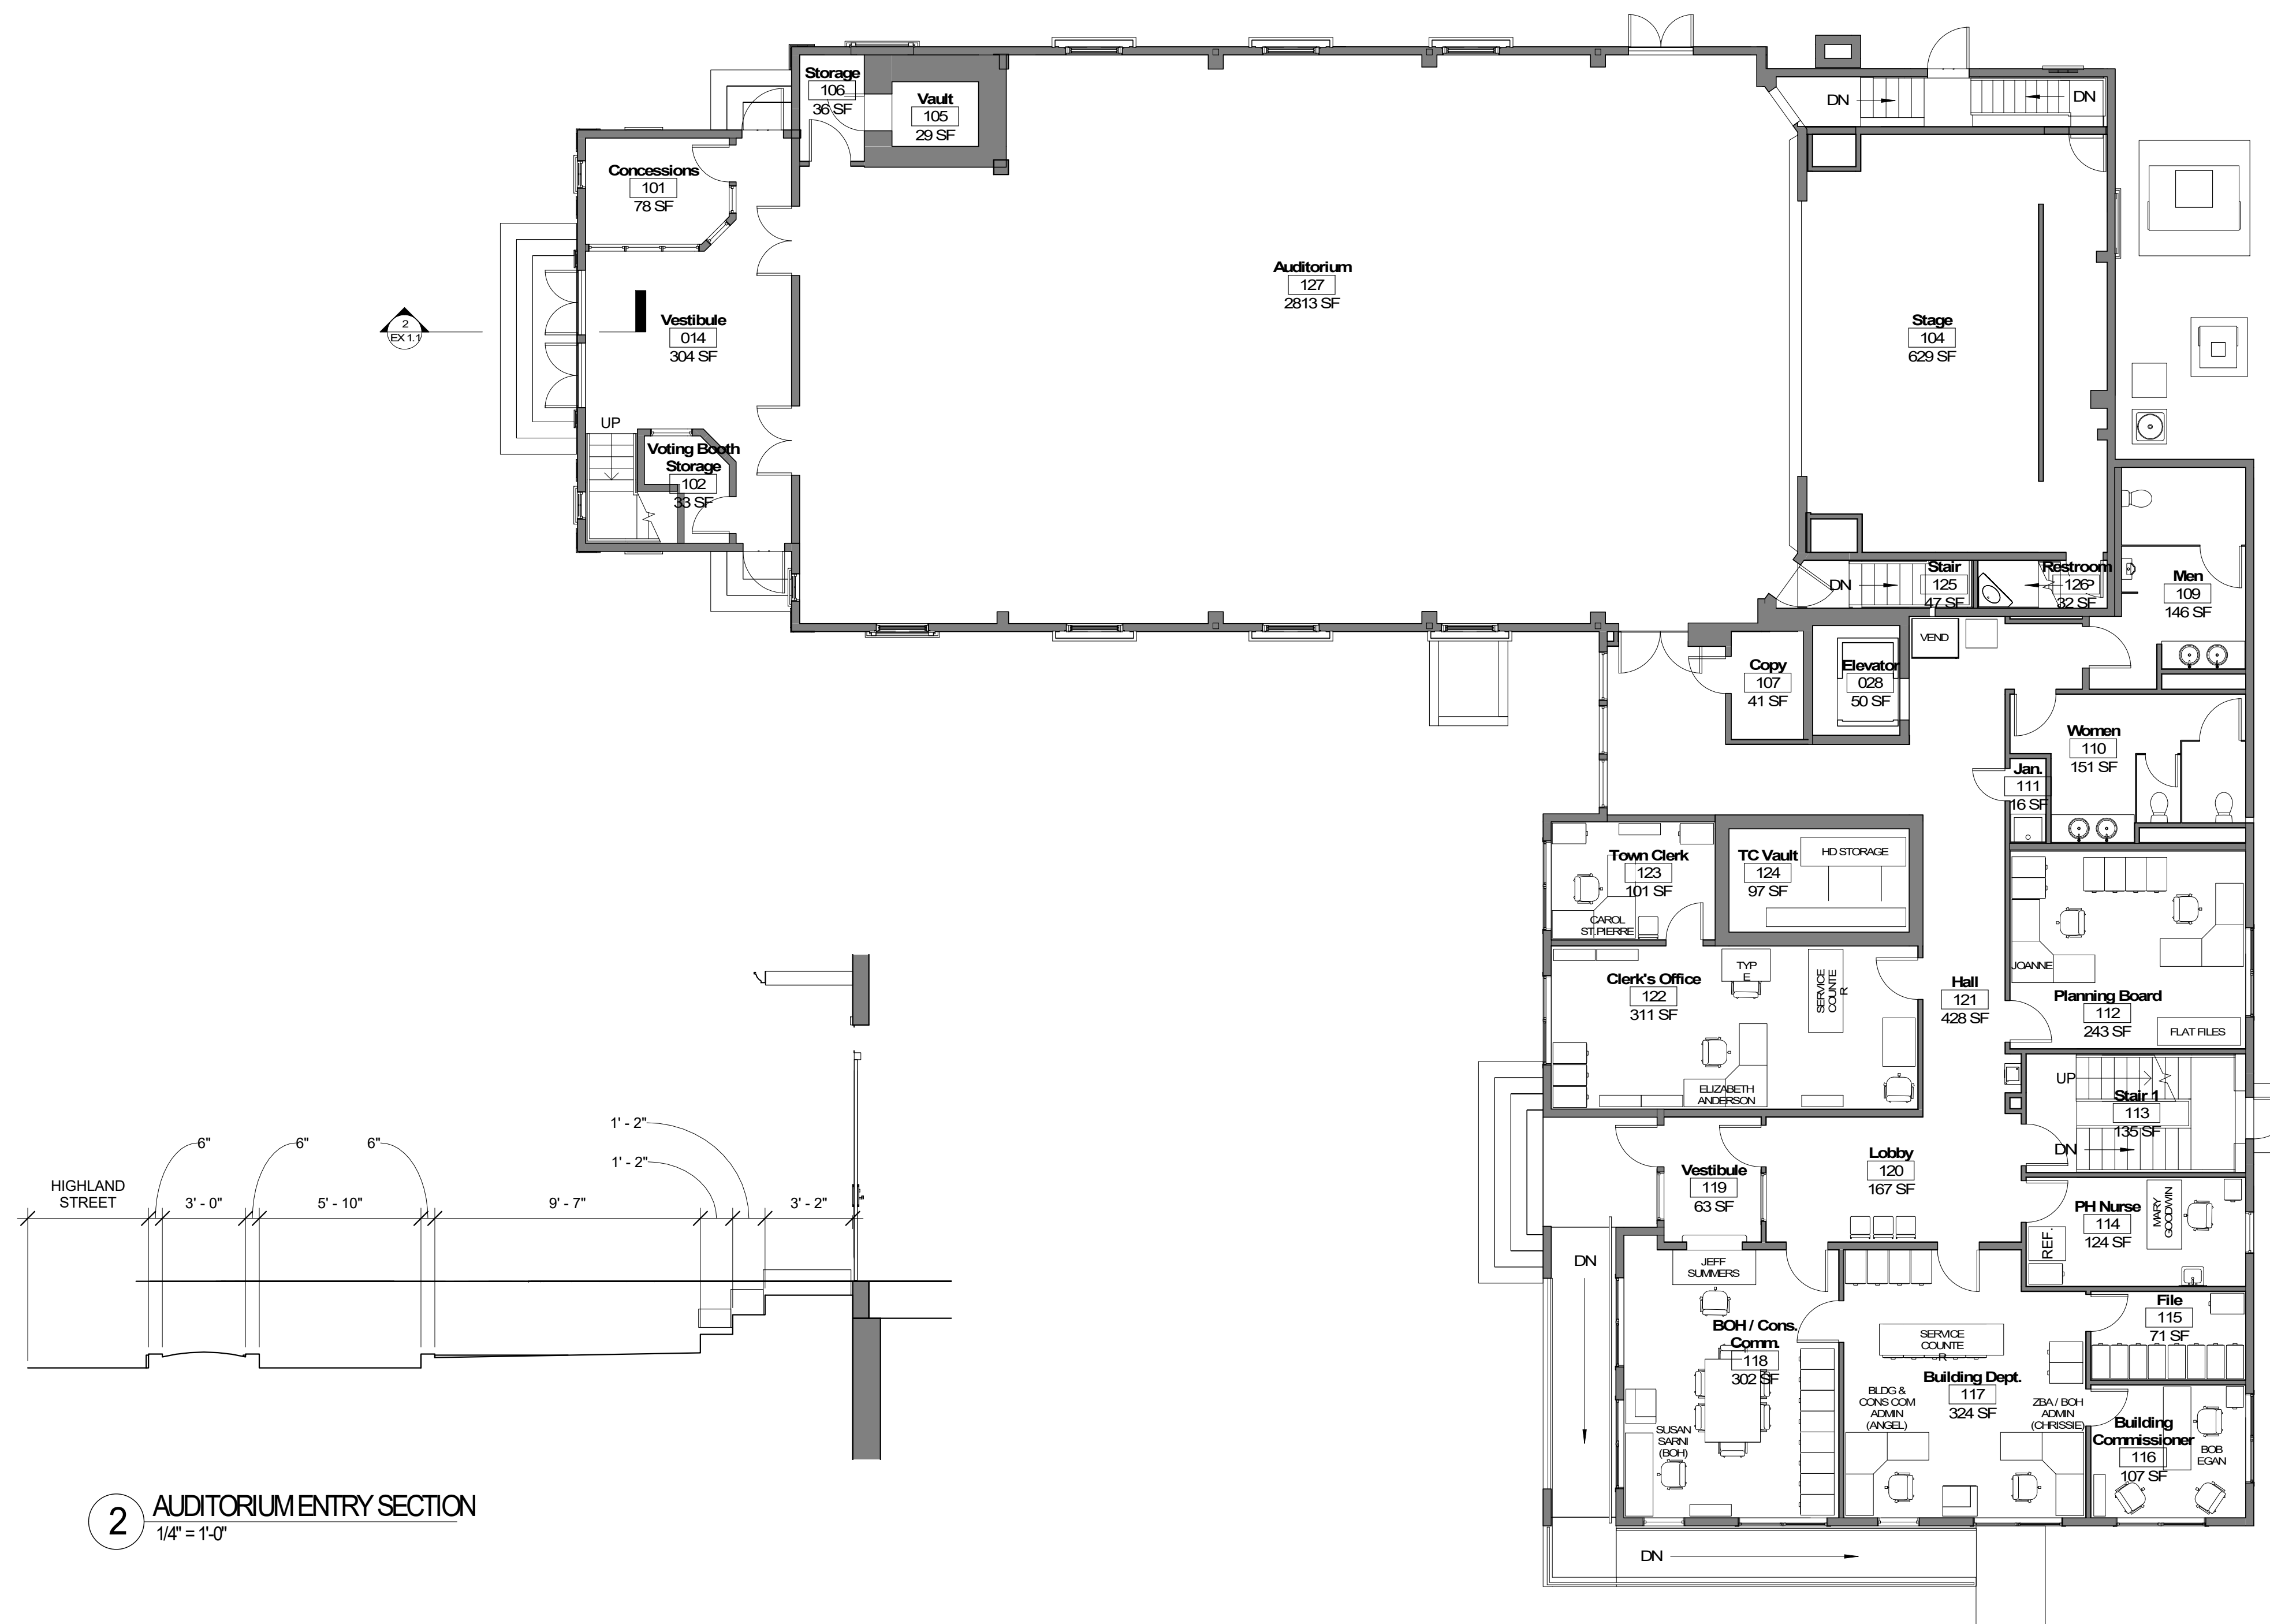 Storage
106
36 SF
Vault
105
29 SF
DN
DN
Concessions
101
78 SF
Auditorium
127
2813 SF
2
EX 1.1
Vestibule
014
304 SF
Stage
104
629 SF
UP
Voting Booth
Storage
102
33 SF
DN
Stair
125
47 SF
Restroom
126
32 SF
Men
109
146 SF
VEND
Copy
107
41 SF
Elevator
028
50 SF
Women
110
151 SF
Jan.
111
16 SF
Town Clerk
123
101 SF
CAROL
ST.PIERRE
TC Vault
124
97 SF
HD STORAGE
JOANNE
Planning Board
112
243 SF
FLAT FILES
Clerk's Office
122
311 SF
TYP
E
SERVICE
COUNTE
R
Hall
121
428 SF
ELIZABETH
ANDERSON
UP
Stair 1
113
135 SF
DN
Vestibule
119
63 SF
Lobby
120
167 SF
PH Nurse
114
124 SF
MARY
GOODWIN
REF.
DN
JEFF
SUMMERS
BOH / Cons.
Comm.
118
302 SF
SUSAN
SARNI
(BOH)
SERVICE
COUNTE
R
Building Dept.
117
324 SF
BLDG &
CONS COM
ADMIN
(ANGEL)
ZBA / BOH
ADMIN
(CHRISSIE)
File
115
71 SF
Building
Commissioner
116
107 SF
BOB
EGAN
DN
HIGHLAND
STREET
6"
3' - 0"
6"
5' - 10"
6"
9' - 7"
1' - 2"
1' - 2"
3' - 2"
2
AUDITORIUM ENTRY SECTION
1/4" = 1'-0"